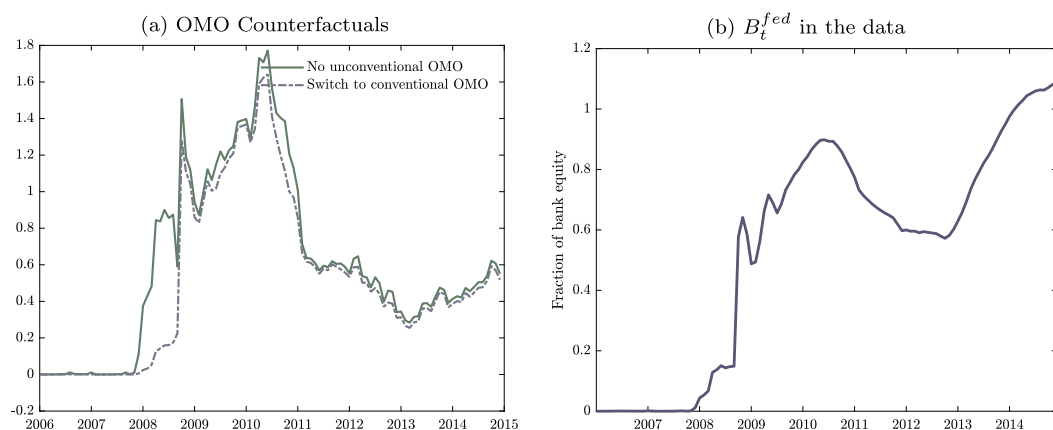 (a) OMO Counterfactuals
1.8
1.6
1.4
1.2
1
0.8
0.6
0.4
0.2
0
-0.2
2006 2007 2008 2009 2010 2011 2012 2013 2014 2015
No unconventional OMO
Switch to conventional OMO
(b) $B_t^{fed}$ in the data
Fraction of bank equity
1.2
1
0.8
0.6
0.4
0.2
0
2007 2008 2009 2010 2011 2012 2013 2014